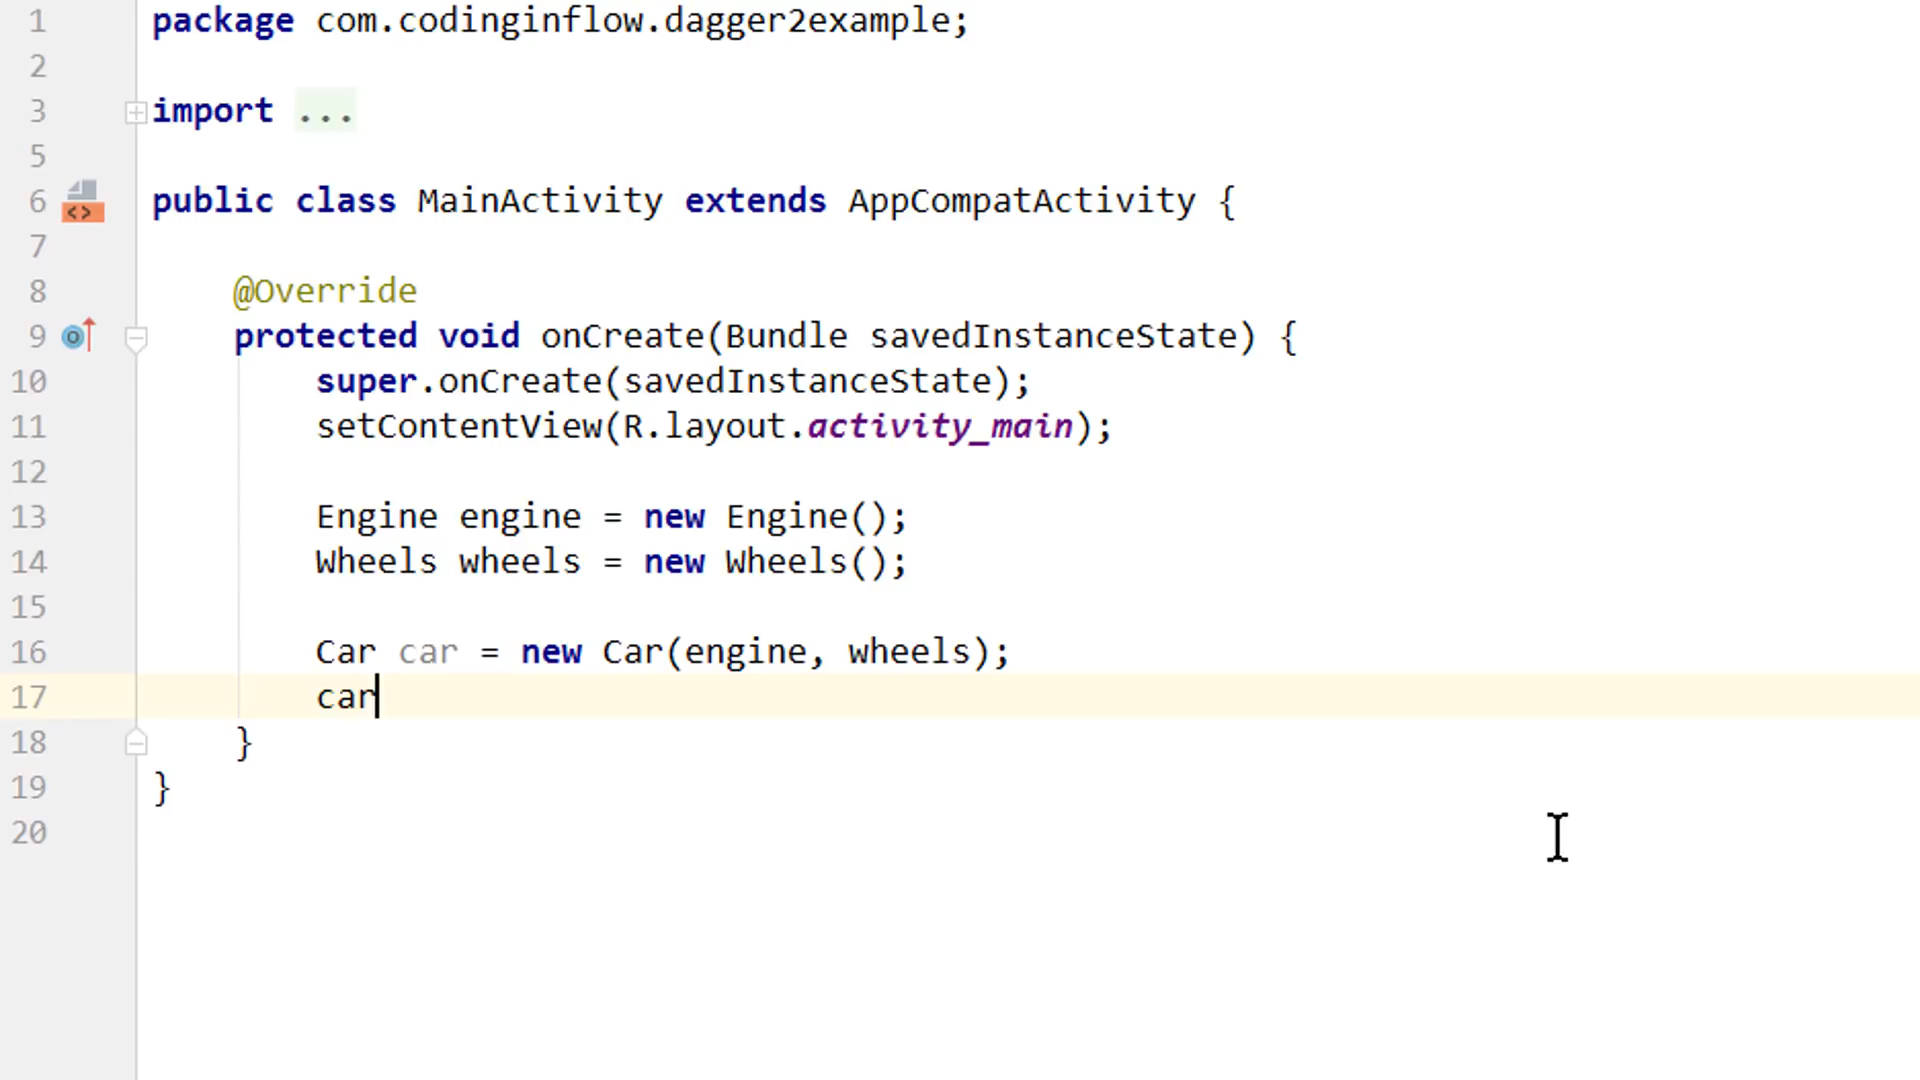 1 package com.codinginflow.dagger2example;
2
3 import ...
5
6 <> public class MainActivity extends AppCompatActivity {
7
8 @Override
9 protected void onCreate(Bundle savedInstanceState) {
10 super.onCreate(savedInstanceState);
11 setContentView(R.layout.activity_main);
12
13 Engine engine = new Engine();
14 Wheels wheels = new Wheels();
15
16 Car car = new Car(engine, wheels);
17 car
18 }
19 }
20